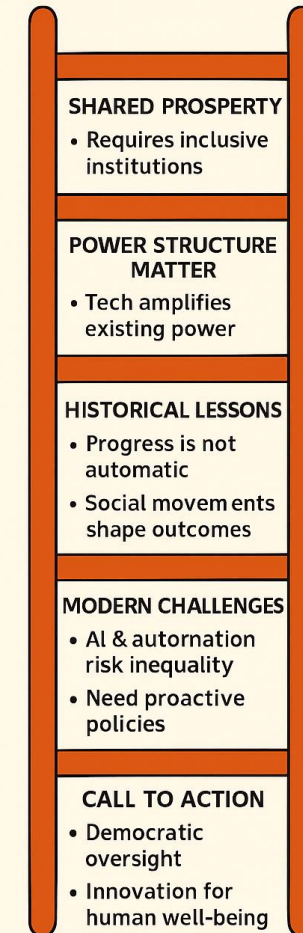 SHARED PROSPERITY
• Requires inclusive
institutions
POWER STRUCTURE
MATTER
• Tech amplifies
existing power
HISTORICAL LESSONS
• Progress is not
automatic
• Social movem ents
shape outcomes
MODERN CHALLENGES
• AI & autornation
risk inequality
• Need proactive
policies
CALL TO ACTION
• Democratic
oversight
• Innovation for
human well-being